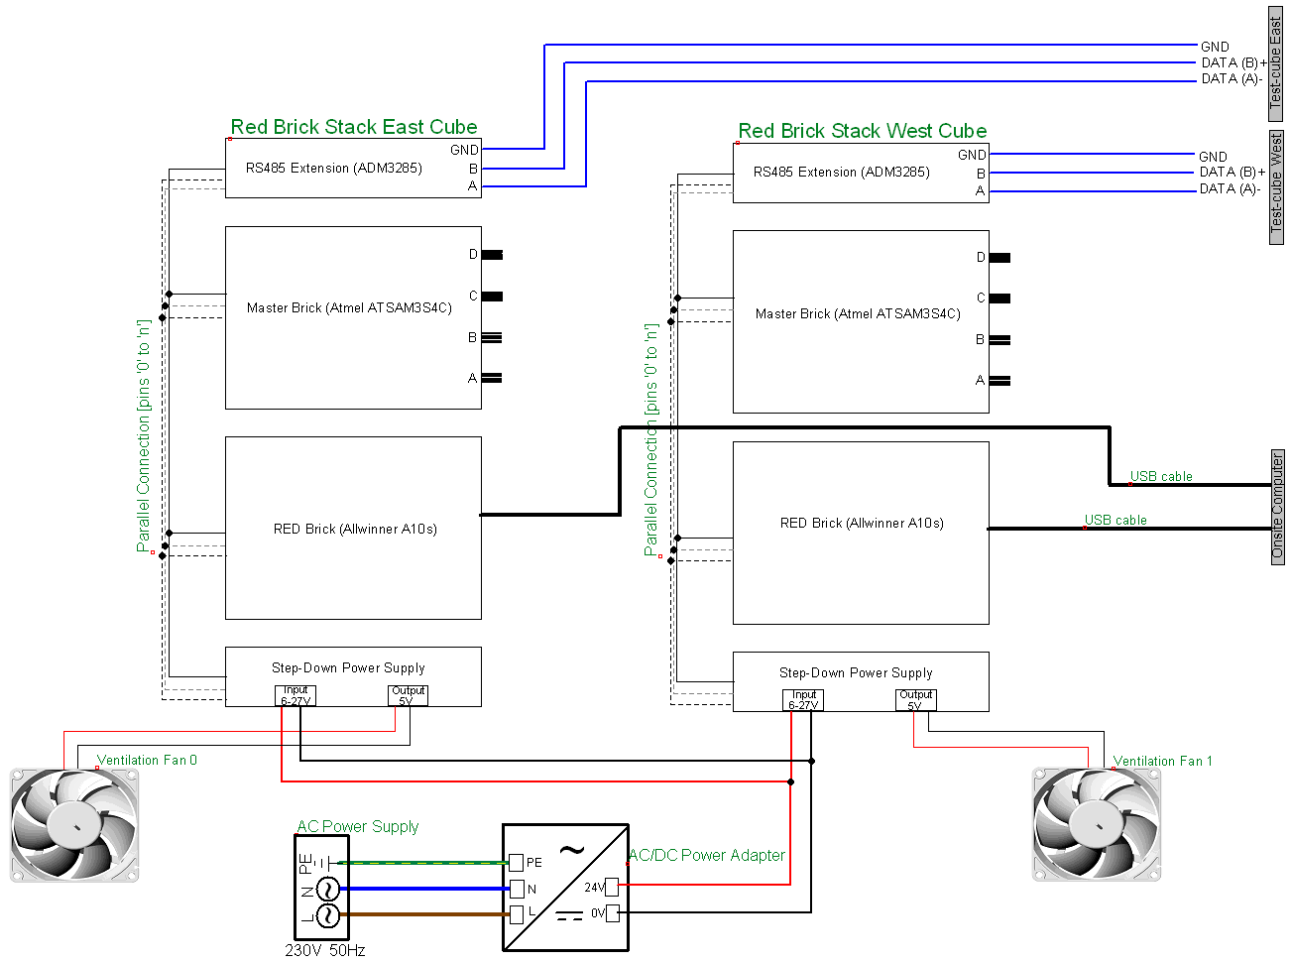 GND
DATA (B)+
DATA (A)-
Test-cube East
Red Brick Stack East Cube
GND
RS485 Extension (ADM3285)
B
A
Red Brick Stack West Cube
GND
RS485 Extension (ADM3285)
B
A
GND
DATA (B)+
DATA (A)-
Test-cube West
D
C
Master Brick (Atmel ATSAM3S4C)
B
A
D
C
Master Brick (Atmel ATSAM3S4C)
B
A
Parallel Connection [pins '0' to 'n']
Parallel Connection [pins '0' to 'n']
RED Brick (Allwinner A10s)
RED Brick (Allwinner A10s)
USB cable
USB cable
Onsite Computer
Step-Down Power Supply
Input
6-27V
Output
5V
Step-Down Power Supply
Input
6-27V
Output
5V
Ventilation Fan 0
Ventilation Fan 1
AC Power Supply
PE
N
L
230V 50Hz
PE
N
L
24V
0V
AC/DC Power Adapter